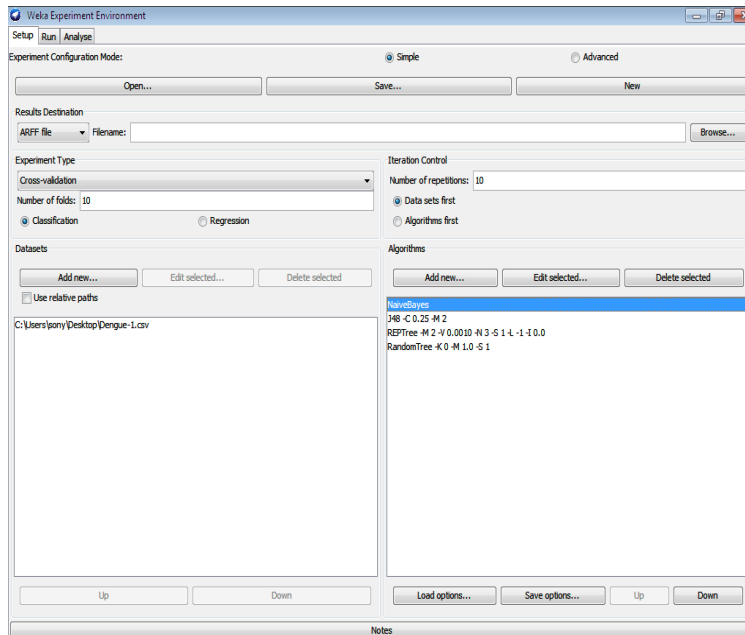 Weka Experiment Environment
Setup Run Analyse
Experiment Configuration Mode: Simple Advanced
Open... Save... New
Results Destination
ARFF file Filename: Browse...
Experiment Type Iteration Control
Cross-validation Number of repetitions: 10
Number of folds: 10 Data sets first
Classification Regression Algorithms first
Datasets Algorithms
Add new... Edit selected... Delete selected Add new... Edit selected... Delete selected
Use relative paths
NaiveBayes
C:\Users\sony\Desktop\Dengue-1.csv J48 -C 0.25 -M 2
REPTree -M 2 -V 0.0010 -N 3 -S 1 -L -1 -I 0.0
RandomTree -K 0 -M 1.0 -S 1
Up Down Load options... Save options... Up Down
Notes